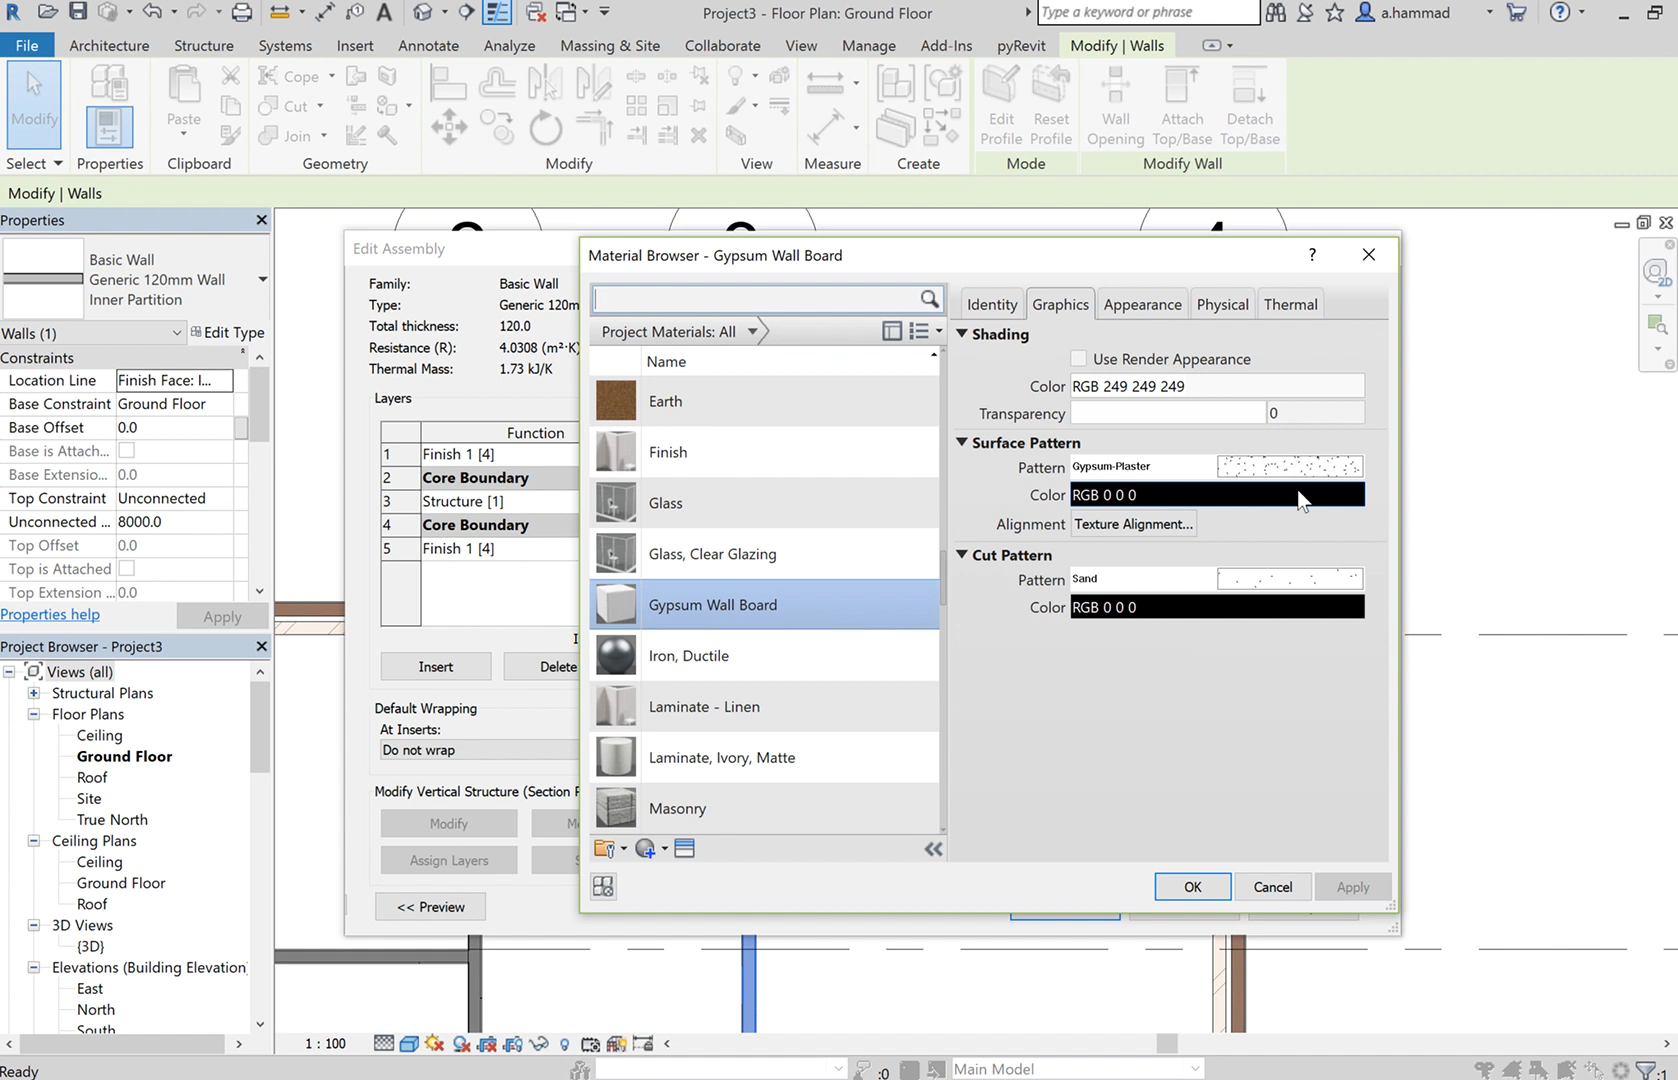 Project3 - Floor Plan: Ground Floor
Type a keyword or phrase
a.hammad
File Architecture Structure Systems Insert Annotate Analyze Massing & Site Collaborate View Manage Add-Ins pyRevit Modify | Walls
Modify
Paste
Cope
Cut
Join
Edit Profile
Reset Profile
Wall Opening
Attach Top/Base
Detach Top/Base
Select Properties Clipboard Geometry Modify View Measure Create Mode Modify Wall
Modify | Walls
Properties
Basic Wall
Generic 120mm Wall
Inner Partition
Walls (1) Edit Type
Constraints
Location Line Finish Face: I...
Base Constraint Ground Floor
Base Offset 0.0
Base is Attach...
Base Extensio... 0.0
Top Constraint Unconnected
Unconnected ... 8000.0
Top Offset 0.0
Top is Attached
Top Extension ... 0.0
Properties help Apply
Project Browser - Project3
Views (all)
Structural Plans
Floor Plans
Ceiling
Ground Floor
Roof
Site
True North
Ceiling Plans
Ceiling
Ground Floor
Roof
3D Views
{3D}
Elevations (Building Elevation)
East
North
South
Ready
Edit Assembly
Family: Basic Wall
Type: Generic 120m
Total thickness: 120.0
Resistance (R): 4.0308 (m²·K)
Thermal Mass: 1.73 kJ/K
Layers
Function
1 Finish 1 [4]
2 Core Boundary
3 Structure [1]
4 Core Boundary
5 Finish 1 [4]
Insert Delete
Default Wrapping
At Inserts:
Do not wrap
Modify Vertical Structure (Section P
Modify
Assign Layers
<< Preview
Material Browser - Gypsum Wall Board
?
Project Materials: All
Name
Earth
Finish
Glass
Glass, Clear Glazing
Gypsum Wall Board
Iron, Ductile
Laminate - Linen
Laminate, Ivory, Matte
Masonry
Identity Graphics Appearance Physical Thermal
Shading
Use Render Appearance
Color RGB 249 249 249
Transparency 0
Surface Pattern
Pattern Gypsum-Plaster
Color RGB 0 0 0
Alignment Texture Alignment...
Cut Pattern
Pattern Sand
Color RGB 0 0 0
OK Cancel Apply
1 : 100
:0
Main Model
:1
2D